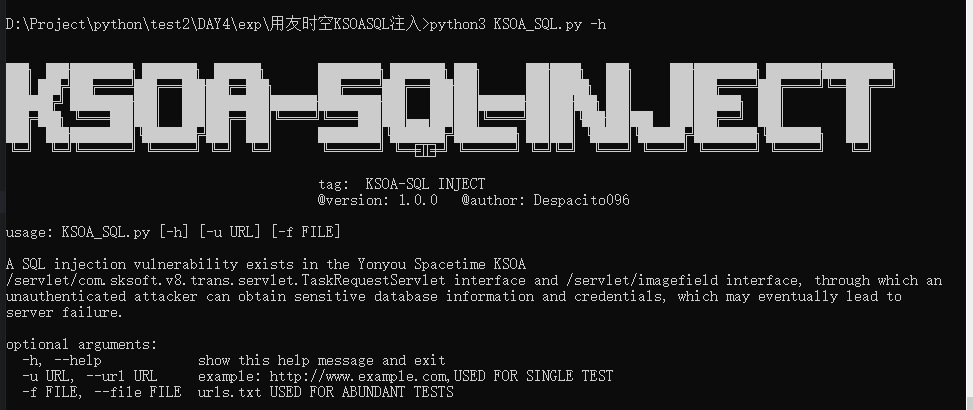 D:\Project\python\test2\DAY4\exp\用友时空KSOASQL注入>python3 KSOA_SQL.py -h
KSOA-SQL-INJECT
tag:  KSOA-SQL INJECT
@version: 1.0.0   @author: Despacito096
usage: KSOA_SQL.py [-h] [-u URL] [-f FILE]
A SQL injection vulnerability exists in the Yonyou Spacetime KSOA
/servlet/com.sksoft.v8.trans.servlet.TaskRequestServlet interface and /servlet/imagefield interface, through which an
unauthenticated attacker can obtain sensitive database information and credentials, which may eventually lead to
server failure.
optional arguments:
  -h, --help            show this help message and exit
  -u URL, --url URL     example: http://www.example.com,USED FOR SINGLE TEST
  -f FILE, --file FILE  urls.txt USED FOR ABUNDANT TESTS